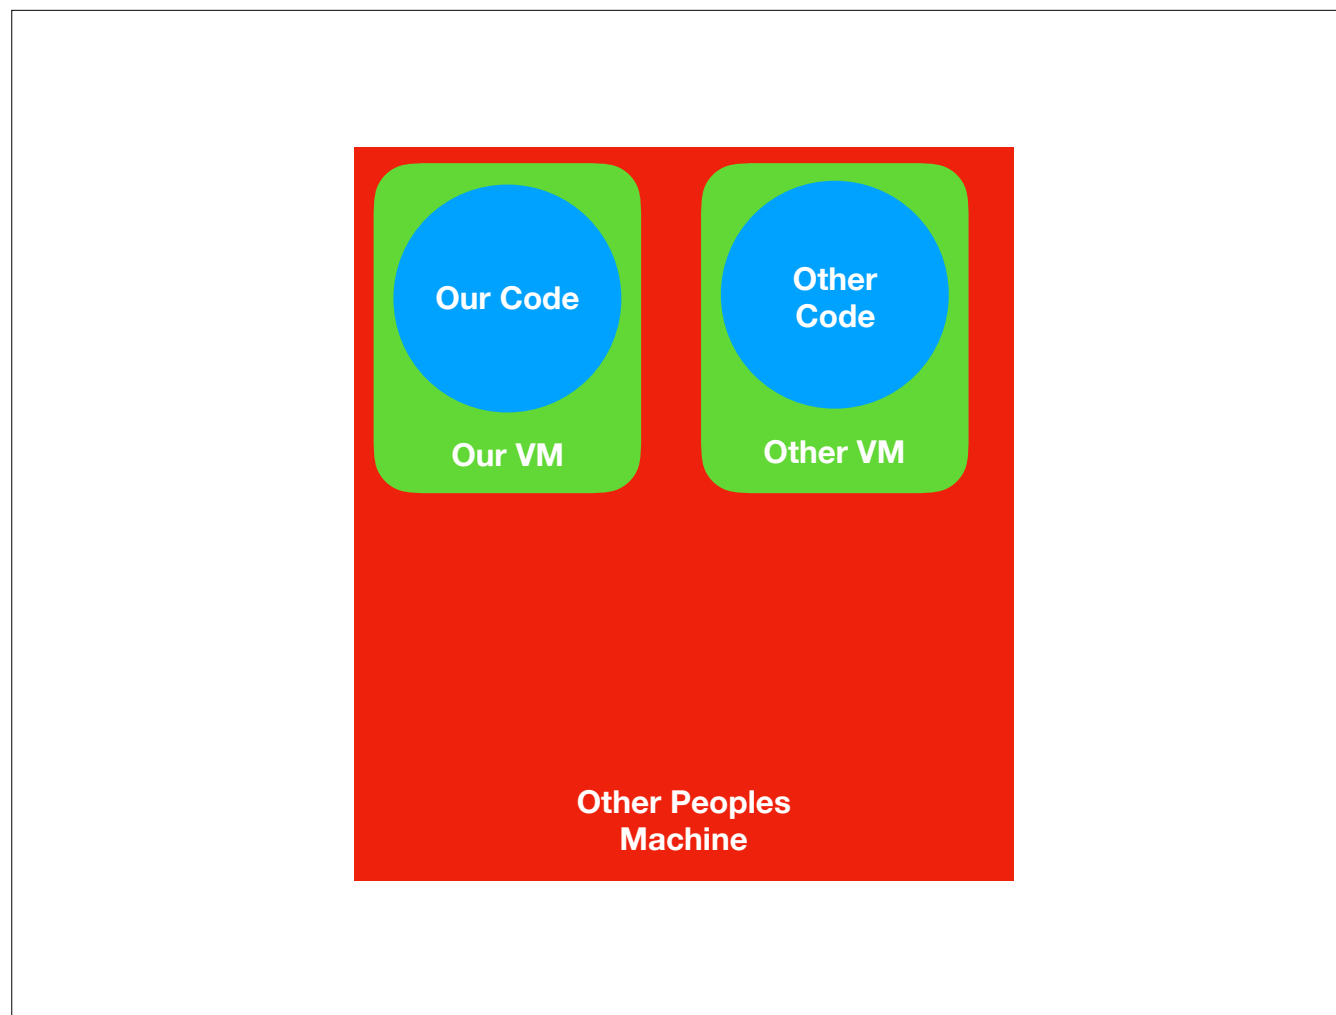 Our Code
Other
Code
Our VM
Other VM
Other Peoples
Machine